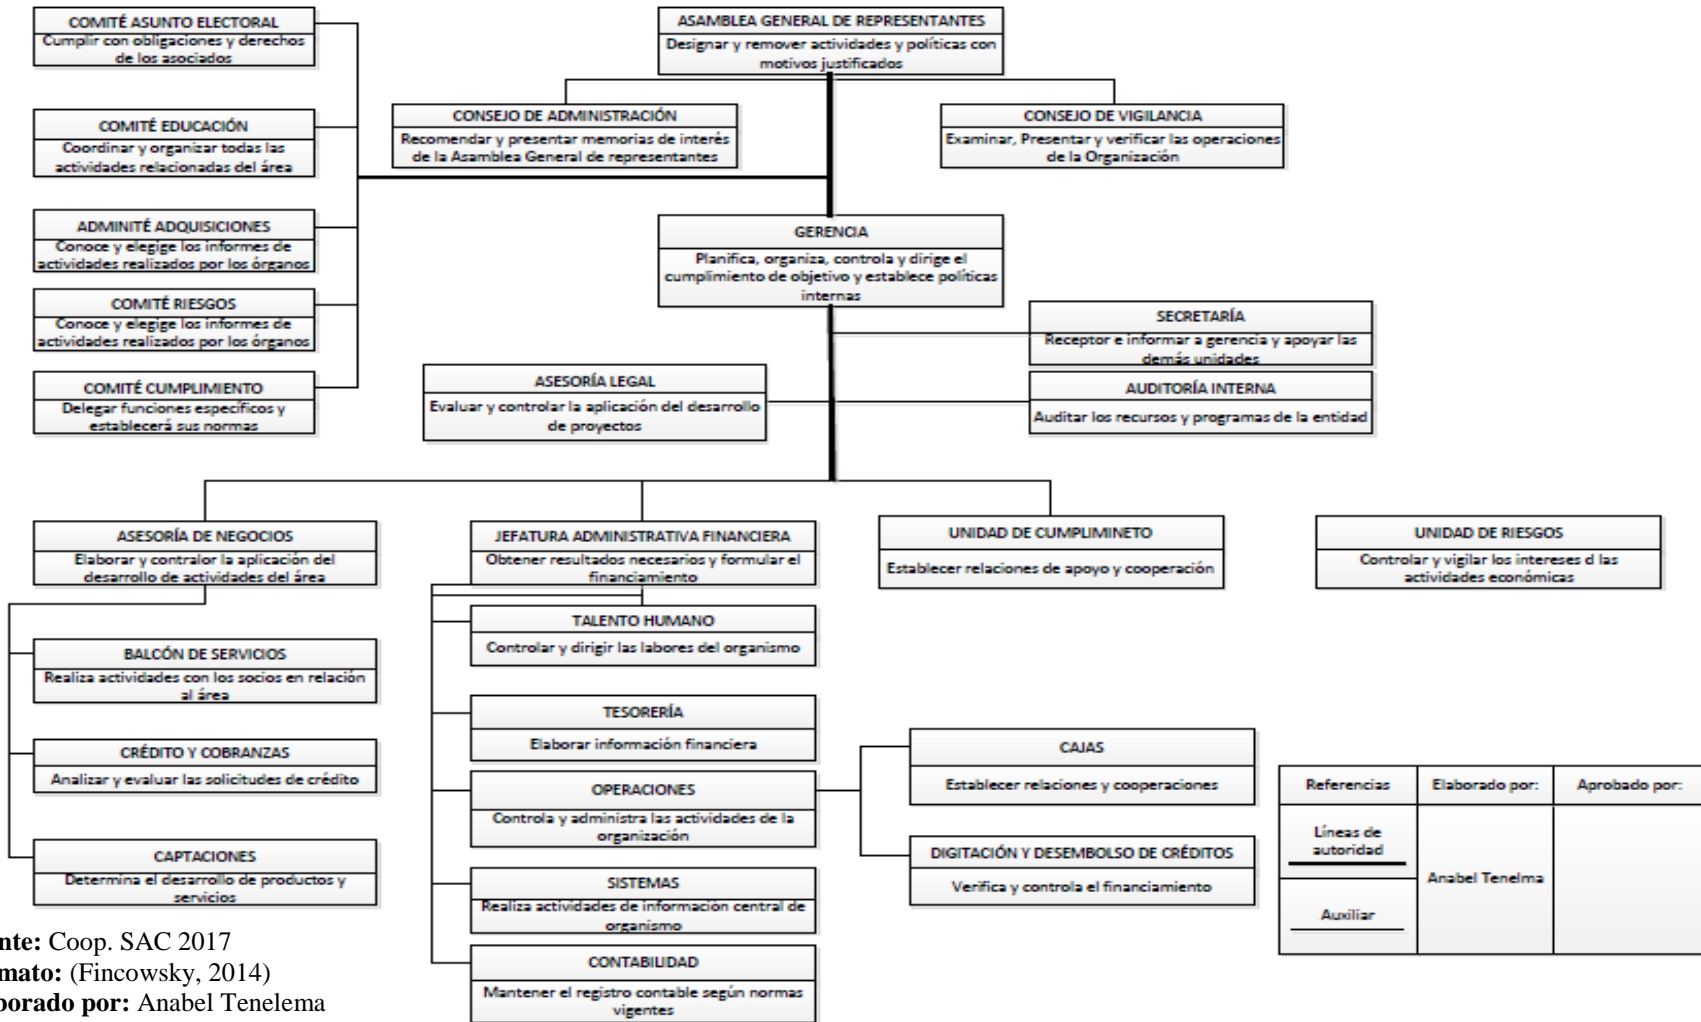 COMITÉ ASUNTO ELECTORAL
Cumplir con obligaciones y derechos
de los asociados
COMITÉ EDUCACIÓN
Coordinar y organizar todas las
actividades relacionadas del área
ADMINITÉ ADQUISICIONES
Conoce y elegige los informes de
actividades realizados por los órganos
COMITÉ RIESGOS
Conoce y elegige los informes de
actividades realizados por los órganos
COMITÉ CUMPLIMIENTO
Delegar funciones específicos y
establecerá sus normas
ASAMBLEA GENERAL DE REPRESENTANTES
Designar y remover actividades y políticas con
motivos justificados
CONSEJO DE ADMINISTRACIÓN
Recomendar y presentar memorias de interés
de la Asamblea General de representantes
CONSEJO DE VIGILANCIA
Examinar, Presentar y verificar las operaciones
de la Organización
GERENCIA
Planifica, organiza, controla y dirige el
cumplimiento de objetivo y establece políticas
internas
SECRETARÍA
Receptor e informar a gerencia y apoyar las
demás unidades
ASESORÍA LEGAL
Evaluar y controlar la aplicación del desarrollo
de proyectos
AUDITORÍA INTERNA
Auditar los recursos y programas de la entidad
ASESORÍA DE NEGOCIOS
Elaborar y contralor la aplicación del
desarrollo de actividades del área
BALCÓN DE SERVICIOS
Realiza actividades con los socios en relación
al área
CRÉDITO Y COBRANZAS
Analizar y evaluar las solicitudes de crédito
CAPTACIONES
Determina el desarrollo de productos y
servicios
JEFATURA ADMINISTRATIVA FINANCIERA
Obtener resultados necesarios y formular el
financiamiento
TALENTO HUMANO
Controlar y dirigir las labores del organismo
TESORERÍA
Elaborar información financiera
OPERACIONES
Controla y administra las actividades de la
organización
SISTEMAS
Realiza actividades de información central de
organismo
CONTABILIDAD
Mantener el registro contable según normas
vigentes
UNIDAD DE CUMPLIMINETO
Establecer relaciones de apoyo y cooperación
UNIDAD DE RIESGOS
Controlar y vigilar los intereses d las
actividades económicas
CAJAS
Establecer relaciones y cooperaciones
DIGITACIÓN Y DESEMBOLSO DE CRÉDITOS
Verifica y controla el financiamiento
Referencias
Elaborado por:
Aprobado por:
Líneas de
autoridad
Anabel Tenelma
Auxiliar
nte: Coop. SAC 2017
mato: (Fincowsky, 2014)
borado por: Anabel Tenelema